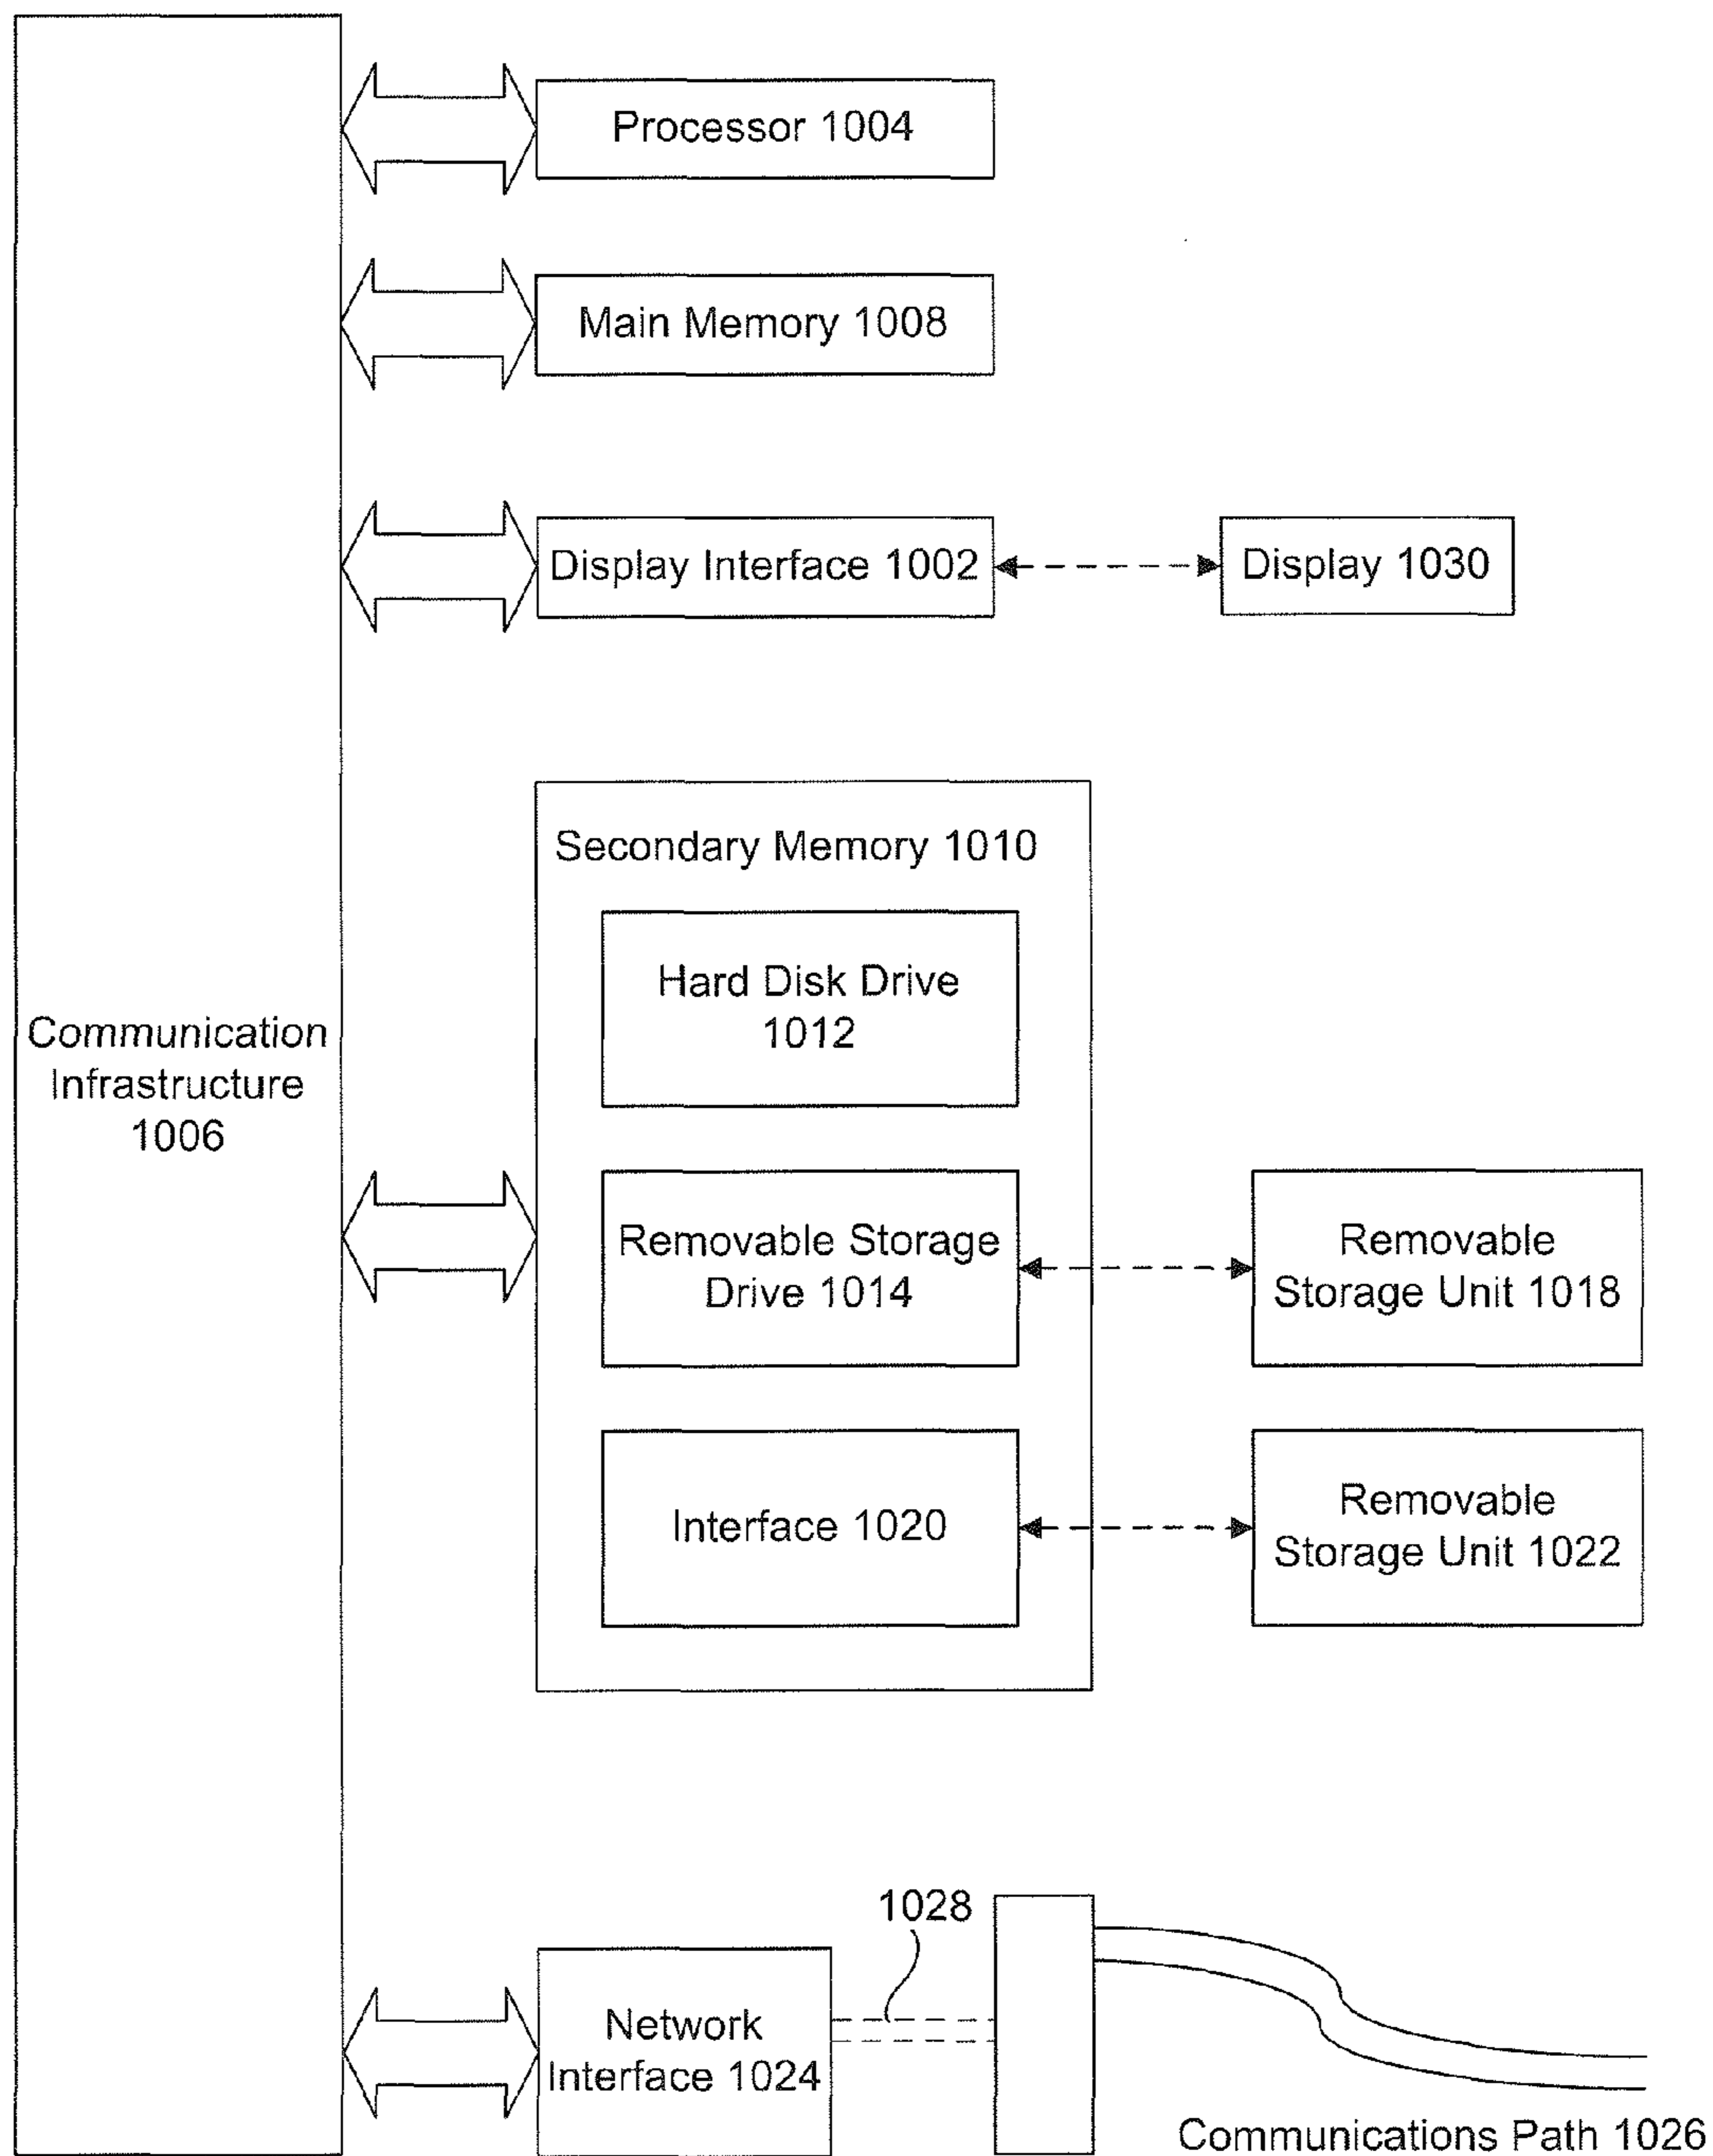 Processor 1004
Main Memory 1008
Display Interface 1002
Display 1030
Secondary Memory 1010
Hard Disk Drive
1012
Communication
Infrastructure
1006
Removable Storage
Drive 1014
Removable
Storage Unit 1018
Interface 1020
Removable
Storage Unit 1022
1028
Network
Interface 1024
Communications Path 1026